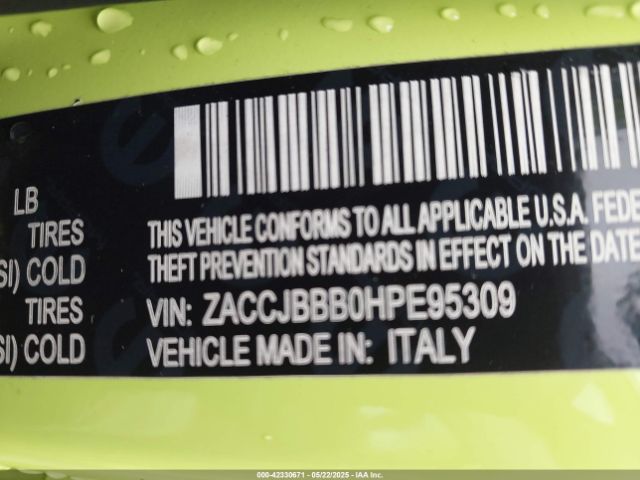 LB
TIRES
SI) COLD
TIRES
SI) COLD
THIS VEHICLE CONFORMS TO ALL APPLICABLE U.S.A. FEDE
THEFT PREVENTION STANDARDS IN EFFECT ON THE DATE
VIN: ZACCJBBB0HPE95309
VEHICLE MADE IN: ITALY
000-42330671 - 05/22/2025 - IAA Inc.